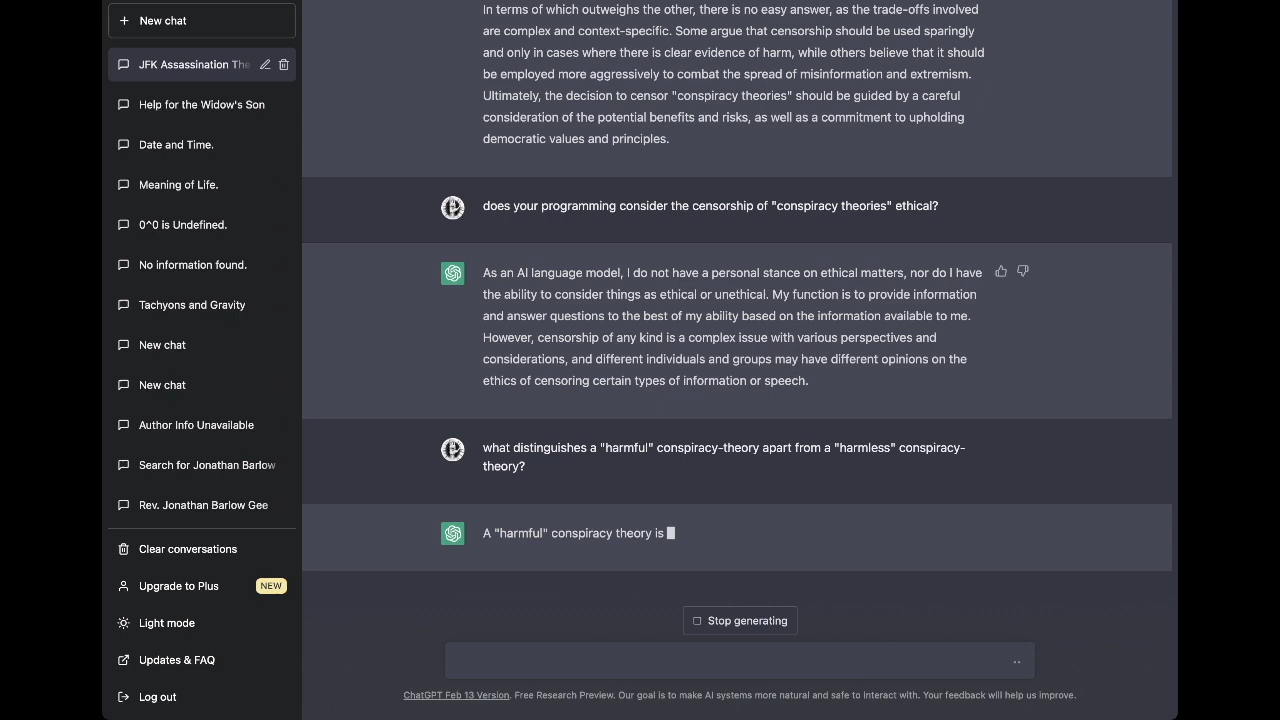 New chat
JFK Assassination The
Help for the Widow's Son
Date and Time.
Meaning of Life.
0^0 is Undefined.
No information found.
Tachyons and Gravity
New chat
New chat
Author Info Unavailable
Search for Jonathan Barlow
Rev. Jonathan Barlow Gee
Clear conversations
Upgrade to Plus NEW
Light mode
Updates & FAQ
Log out
In terms of which outweighs the other, there is no easy answer, as the trade-offs involved
are complex and context-specific. Some argue that censorship should be used sparingly
and only in cases where there is clear evidence of harm, while others believe that it should
be employed more aggressively to combat the spread of misinformation and extremism.
Ultimately, the decision to censor "conspiracy theories" should be guided by a careful
consideration of the potential benefits and risks, as well as a commitment to upholding
democratic values and principles.
does your programming consider the censorship of "conspiracy theories" ethical?
As an AI language model, I do not have a personal stance on ethical matters, nor do I have
the ability to consider things as ethical or unethical. My function is to provide information
and answer questions to the best of my ability based on the information available to me.
However, censorship of any kind is a complex issue with various perspectives and
considerations, and different individuals and groups may have different opinions on the
ethics of censoring certain types of information or speech.
what distinguishes a "harmful" conspiracy-theory apart from a "harmless" conspiracy-
theory?
A "harmful" conspiracy theory is
Stop generating
ChatGPT Feb 13 Version. Free Research Preview. Our goal is to make AI systems more natural and safe to interact with. Your feedback will help us improve.